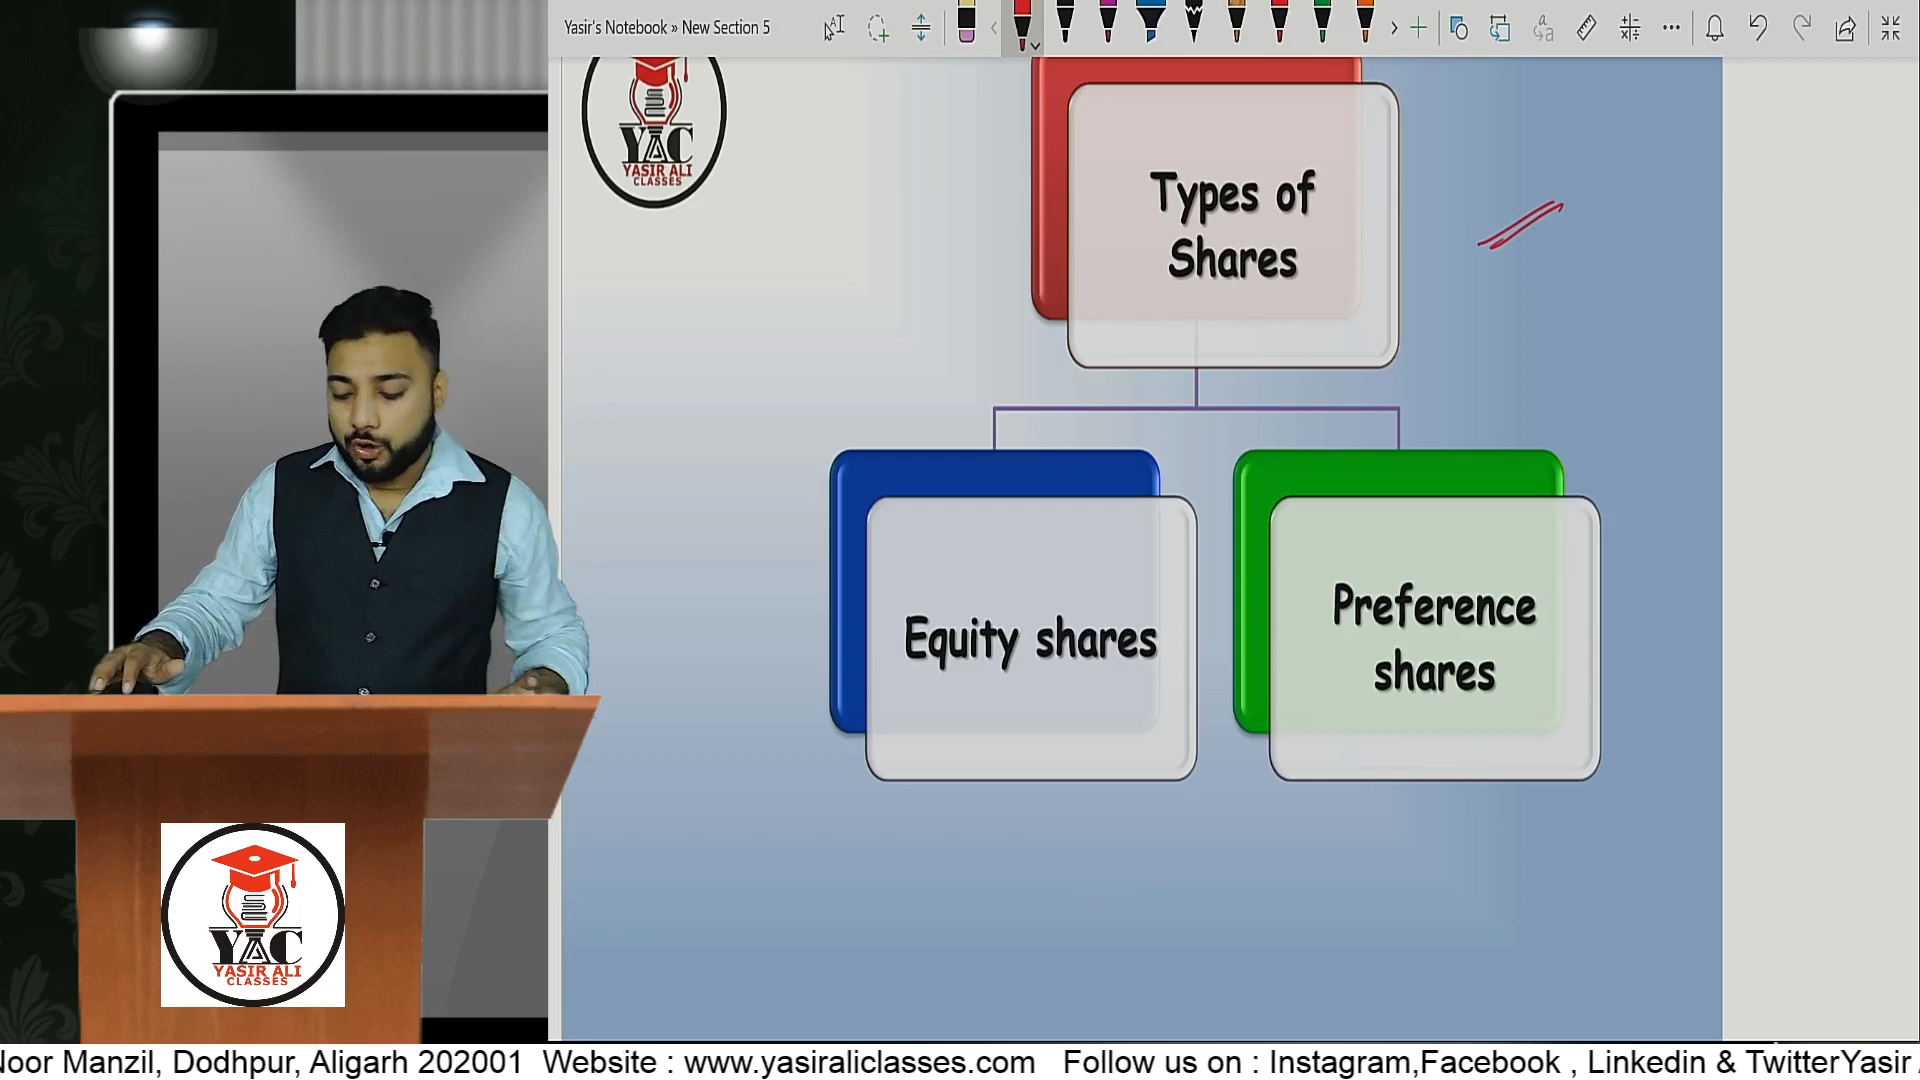 Yasir's Notebook » New Section 5
YAC
YASIR ALI
CLASSES
Types of
Shares
Equity shares
Preference
shares
YAC
YASIR ALI
CLASSES
Noor Manzil, Dodhpur, Aligarh 202001 Website : www.yasiraliclasses.com Follow us on : Instagram,Facebook , Linkedin & TwitterYasir